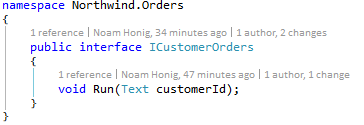 namespace Northwind.Orders
{
1 reference | Noam Honig, 34 minutes ago | 1 author, 2 changes
public interface ICustomerOrders
{
1 reference | Noam Honig, 47 minutes ago | 1 author, 1 change
void Run(Text customerId);
}
}